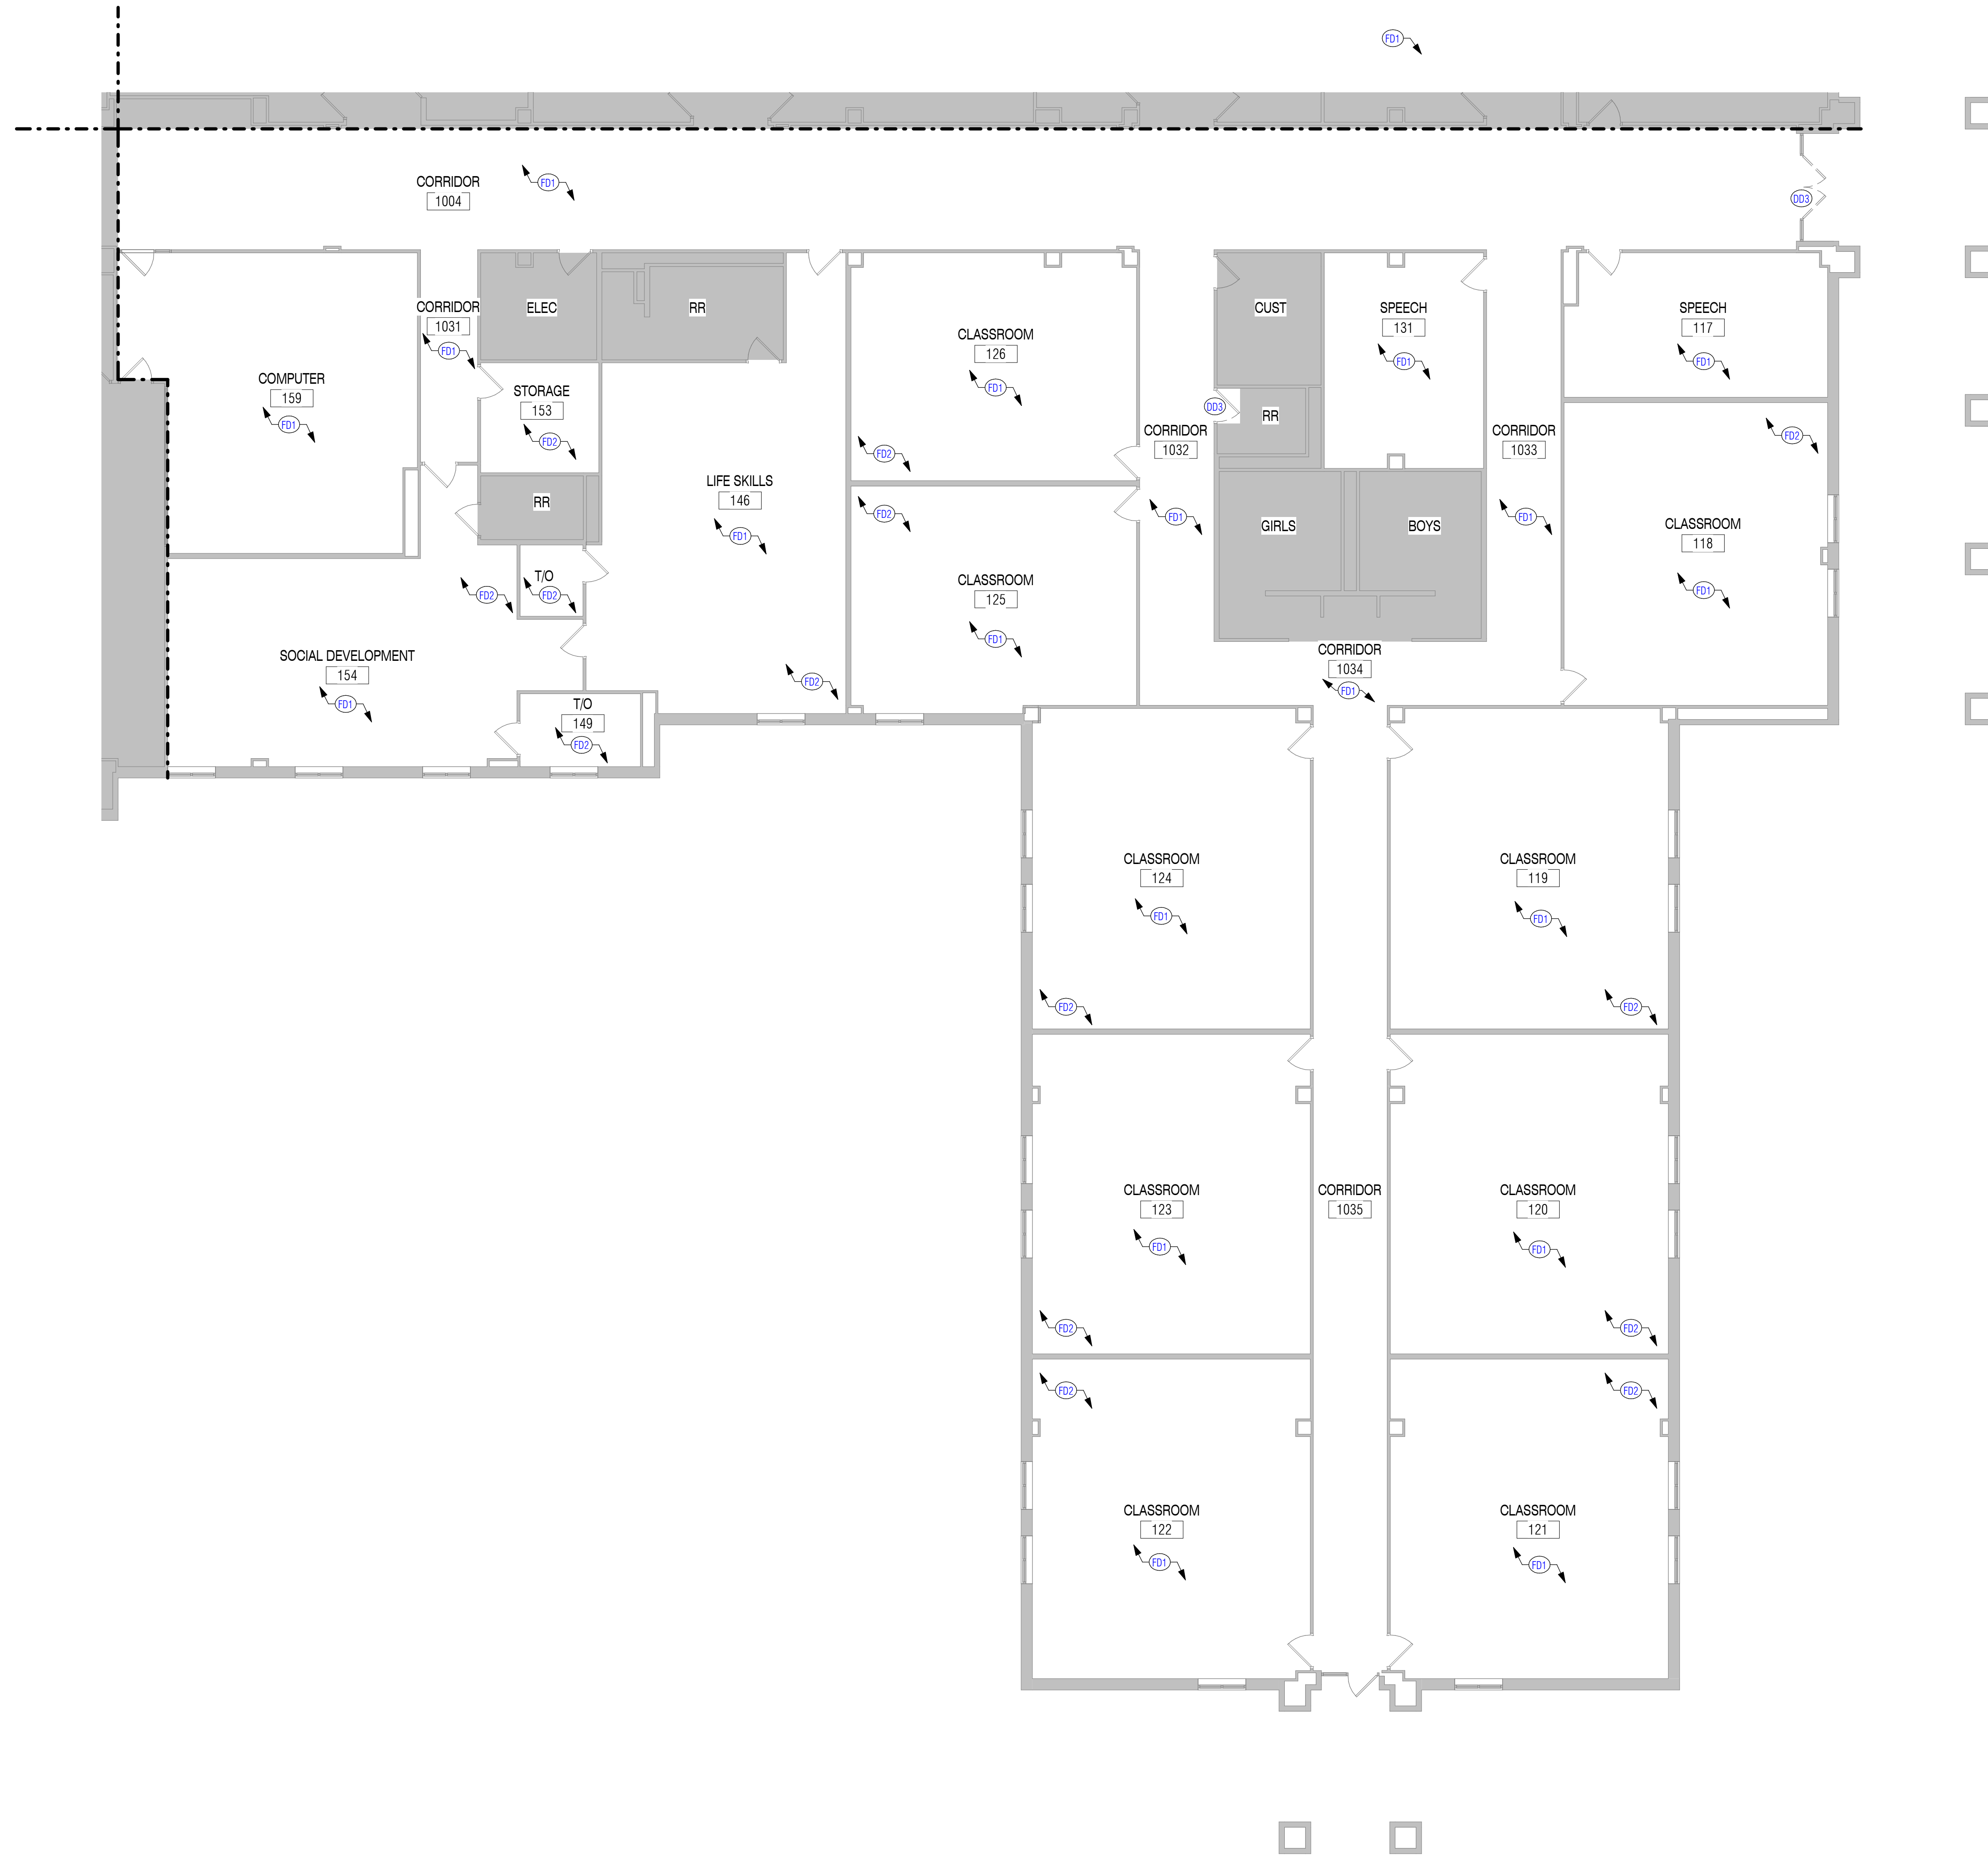 FD1
CORRIDOR
1004
FD1
DD3
CORRIDOR
1031
FD1
ELEC
RR
CUST
SPEECH
131
FD1
SPEECH
117
FD1
CLASSROOM
126
FD1
FD2
COMPUTER
159
FD1
STORAGE
153
FD2
DD3
RR
CORRIDOR
1032
FD1
CORRIDOR
1033
FD1
FD2
CLASSROOM
118
FD1
LIFE SKILLS
146
FD1
FD2
RR
FD2
GIRLS
BOYS
T/O
FD2
FD2
CLASSROOM
125
FD1
SOCIAL DEVELOPMENT
154
FD1
CORRIDOR
1034
FD1
T/O
149
FD2
CLASSROOM
124
FD1
FD2
CLASSROOM
119
FD1
FD2
CLASSROOM
123
FD1
FD2
CORRIDOR
1035
CLASSROOM
120
FD1
FD2
FD2
CLASSROOM
122
FD1
FD2
CLASSROOM
121
FD1